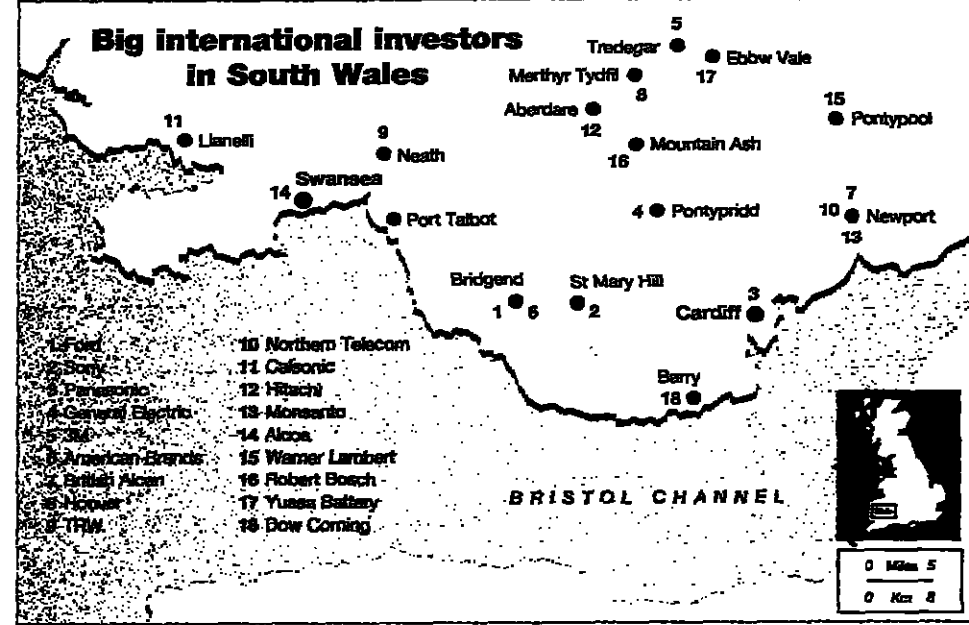 Big international investors
in South Wales
5
Tredegar
Ebbw Vale
17
Merthyr Tydfil
8
Aberdare
12
15
Pontypool
11
Llanelli
9
Neath
Mountain Ash
16
Swansea
14
Port Talbot
4 Pontypridd
7
10 Newport
13
Bridgend
1 6
St Mary Hill
2
3
Cardiff
Barry
18
1 Ford
2 Sony
3 Panasonic
4 General Electric
5 3M
6 American Brands
7 British Alcan
8 Hoover
9 TRW
10 Northern Telecom
11 Calsonic
12 Hitachi
13 Monsanto
14 Alcoa
15 Warner Lambert
16 Robert Bosch
17 Yuasa Battery
18 Dow Corning
BRISTOL CHANNEL
0 Miles 5
0 Km 8